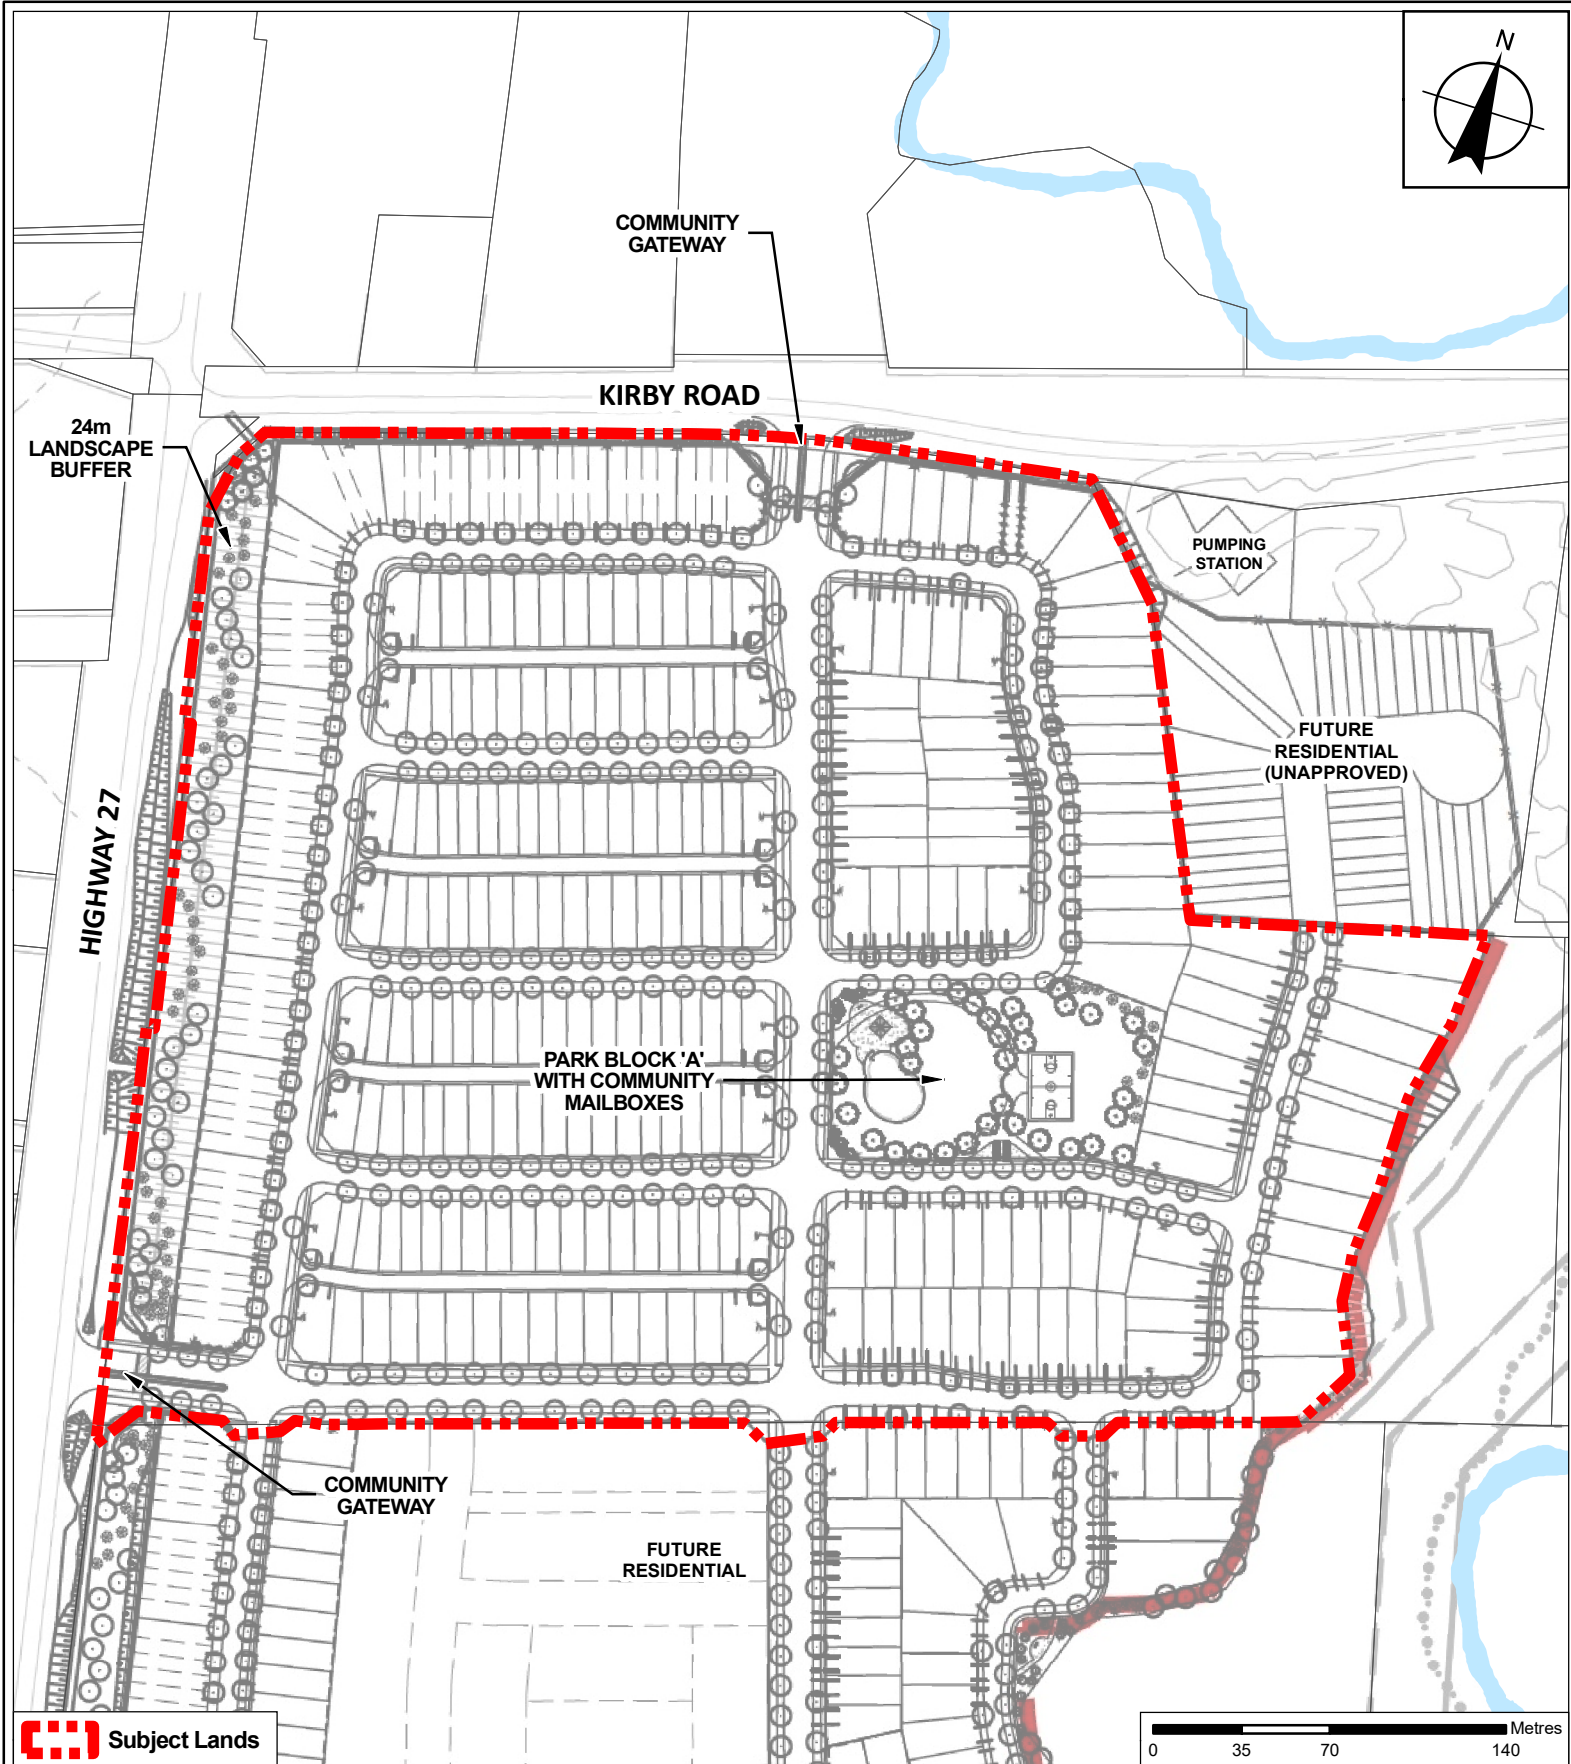 N
COMMUNITY
GATEWAY
KIRBY ROAD
24m
LANDSCAPE
BUFFER
PUMPING
STATION
FUTURE
RESIDENTIAL
(UNAPPROVED)
HIGHWAY 27
PARK BLOCK 'A'
WITH COMMUNITY
MAILBOXES
COMMUNITY
GATEWAY
FUTURE
RESIDENTIAL
Subject Lands
Metres
0 35 70 140